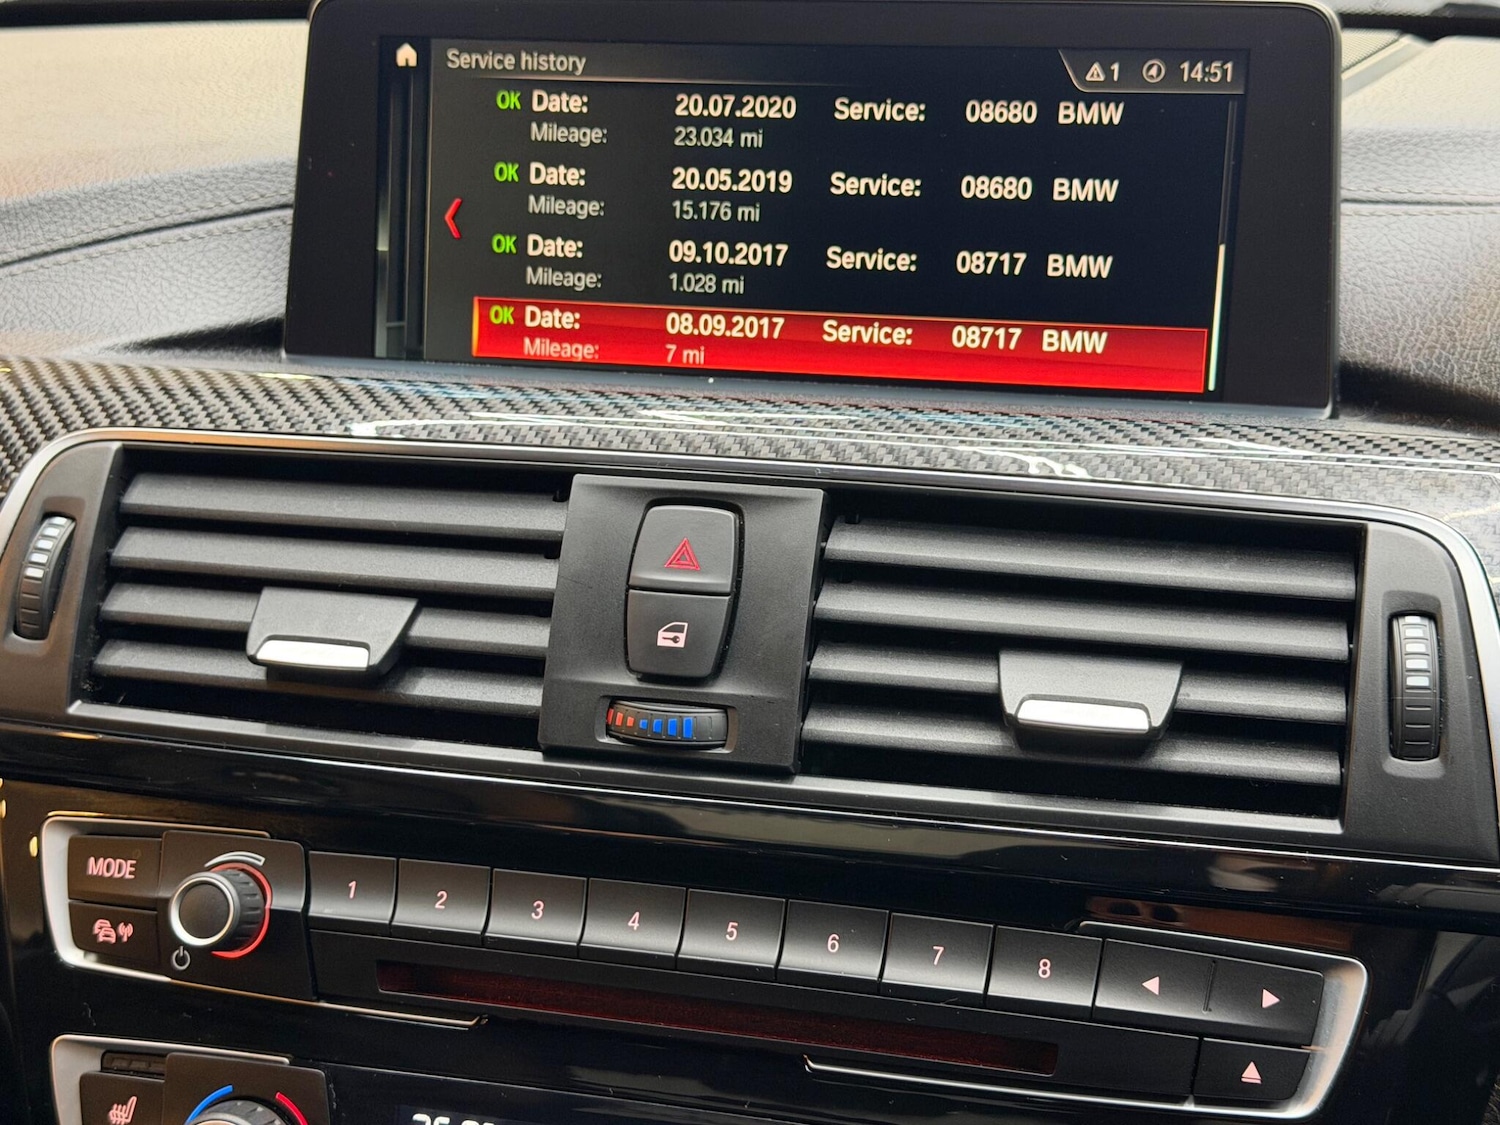 Service history
1 14:51
OK Date: 20.07.2020 Service: 08680 BMW
Mileage: 23.034 mi
OK Date: 20.05.2019 Service: 08680 BMW
Mileage: 15.176 mi
OK Date: 09.10.2017 Service: 08717 BMW
Mileage: 1.028 mi
OK Date: 08.09.2017 Service: 08717 BMW
Mileage: 7 mi
MODE
1 2 3 4 5 6 7 8